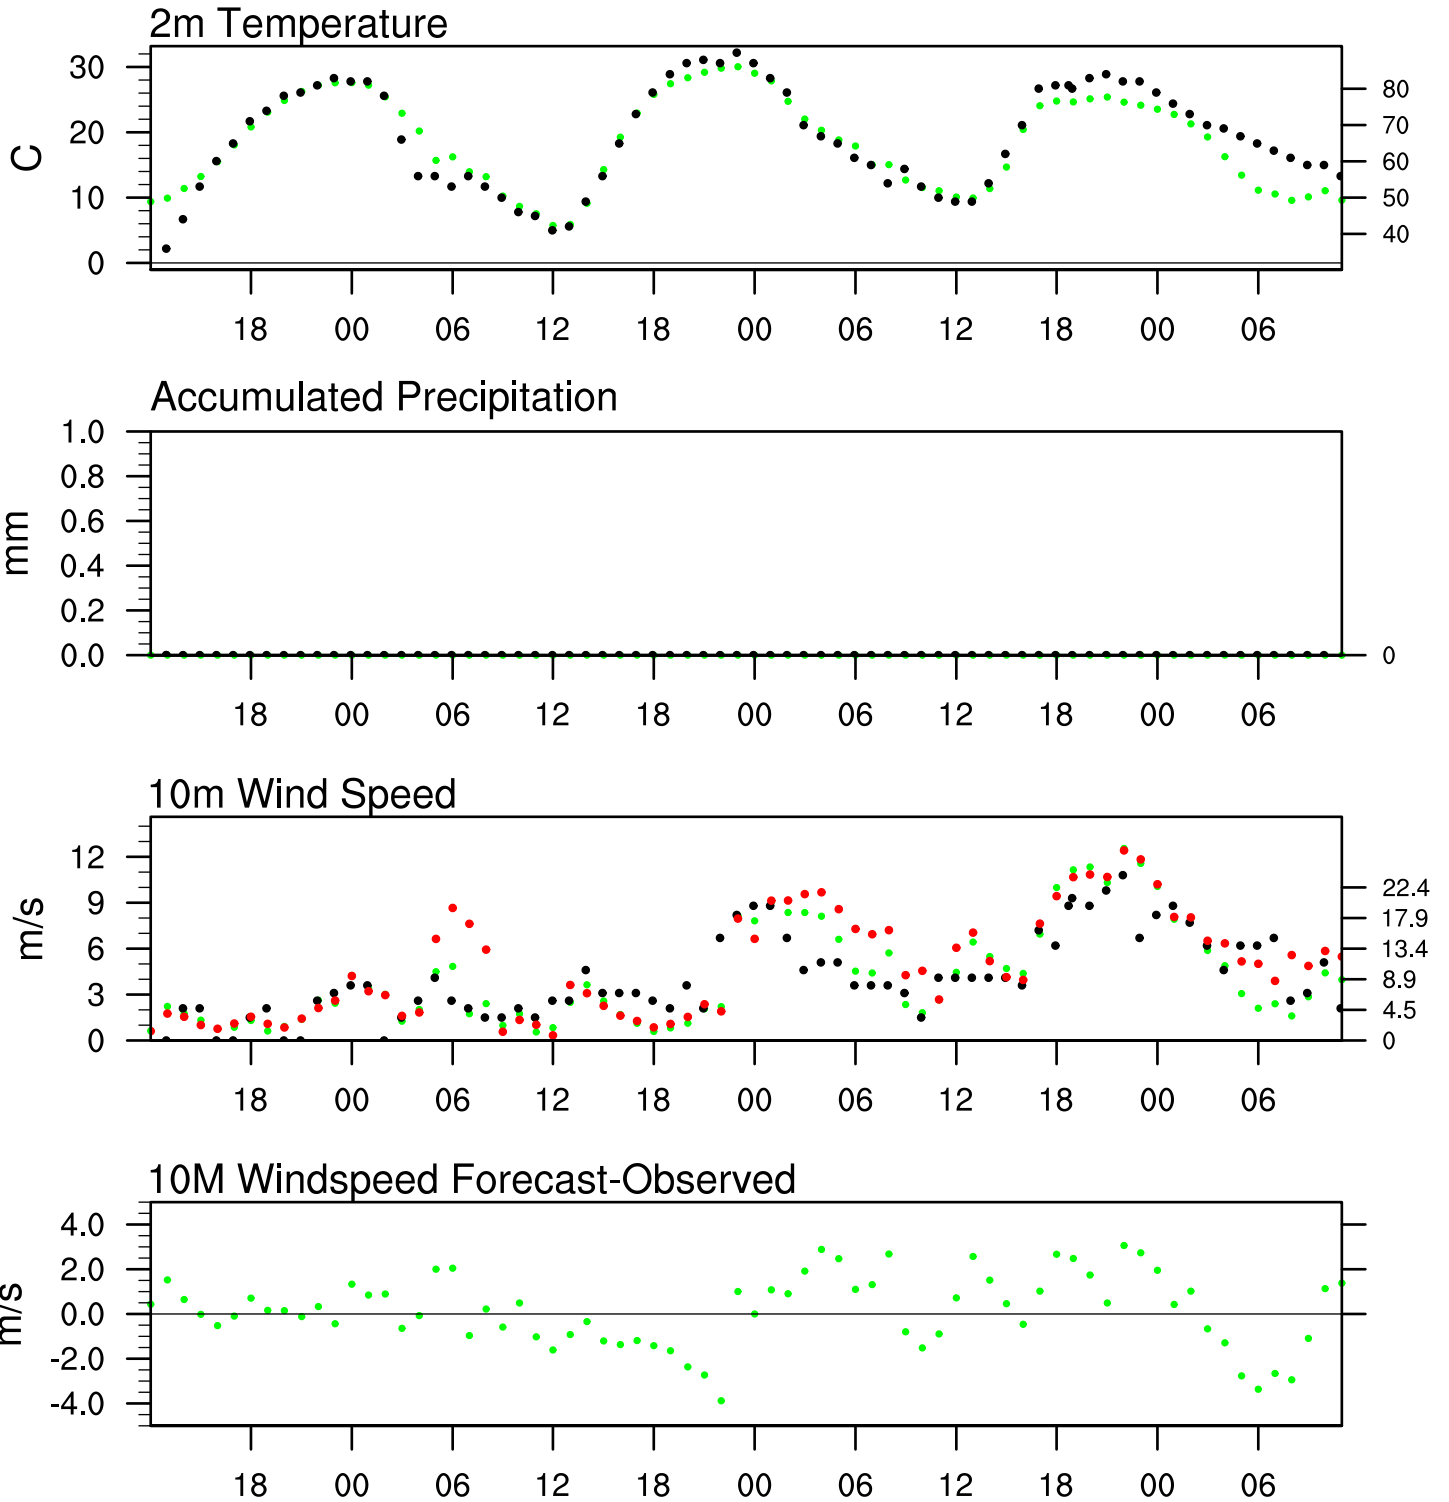 2m Temperature
30
20
10
0
C
80
70
60
50
40
18 00 06 12 18 00 06 12 18 00 06
Accumulated Precipitation
1.0
0.8
0.6
0.4
0.2
0.0
mm
0
18 00 06 12 18 00 06 12 18 00 06
10m Wind Speed
12
9
6
3
0
m/s
22.4
17.9
13.4
8.9
4.5
0
18 00 06 12 18 00 06 12 18 00 06
10M Windspeed Forecast-Observed
4.0
2.0
0.0
-2.0
-4.0
m/s
18 00 06 12 18 00 06 12 18 00 06